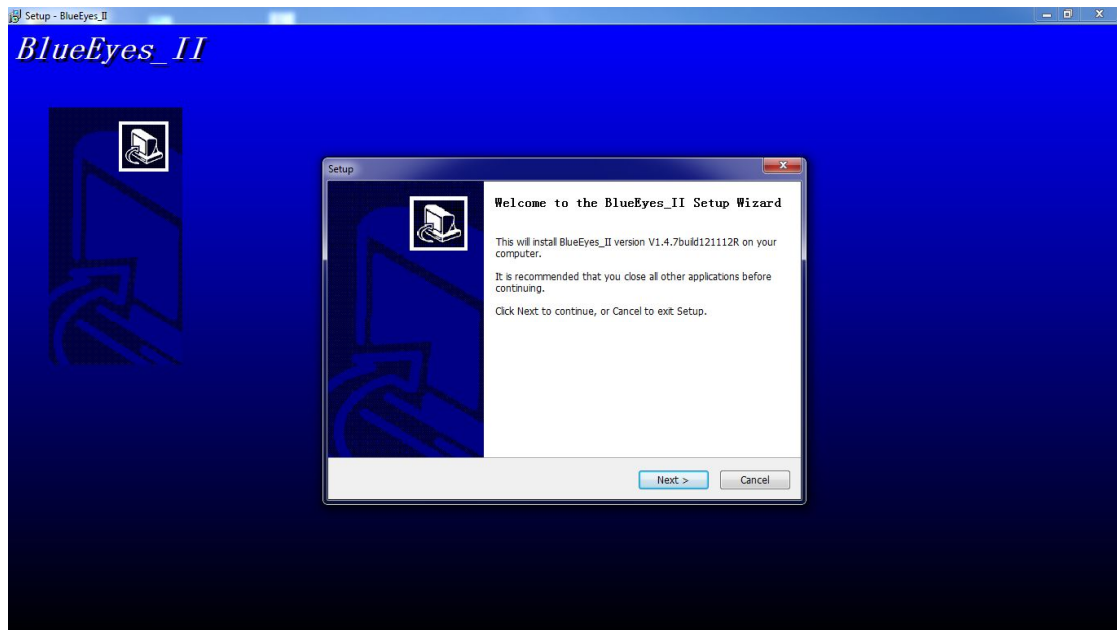 Setup - BlueEyes_II
BlueEyes_II
Setup
Welcome to the BlueEyes_II Setup Wizard
This will install BlueEyes_II version V1.4.7build121112R on your
computer.
It is recommended that you close all other applications before
continuing.
Click Next to continue, or Cancel to exit Setup.
Next >
Cancel